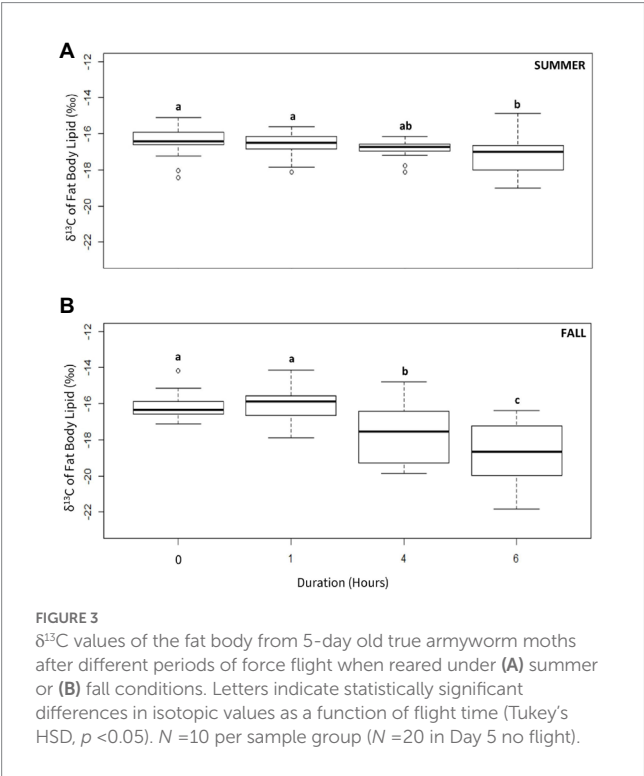 A
SUMMER
δ¹³C of Fat Body Lipid (‰)
-12
-14
-16
-18
-20
-22
a
a
ab
b
B
FALL
δ¹³C of Fat Body Lipid (‰)
-12
-14
-16
-18
-20
-22
a
a
b
c
0 1 4 6
Duration (Hours)
FIGURE 3
δ¹³C values of the fat body from 5-day old true armyworm moths
after different periods of force flight when reared under (A) summer
or (B) fall conditions. Letters indicate statistically significant
differences in isotopic values as a function of flight time (Tukey’s
HSD, p <0.05). N =10 per sample group (N =20 in Day 5 no flight).